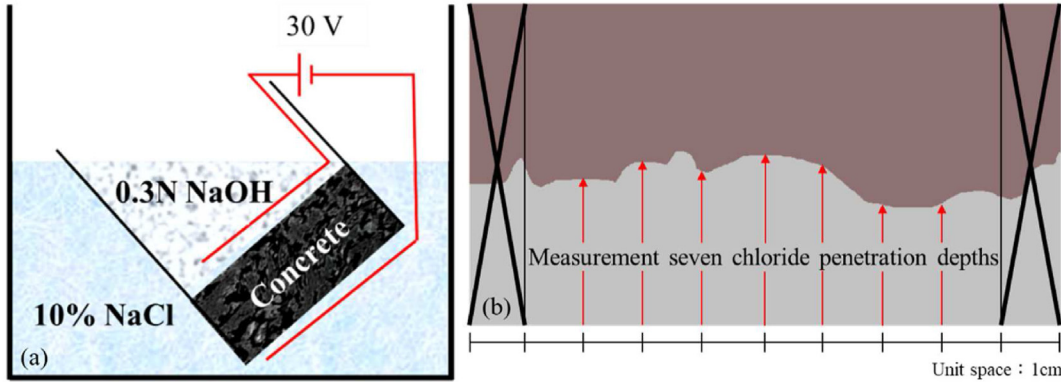 30 V
0.3N NaOH
Concrete
10% NaCl
(a)
Measurement seven chloride penetration depths
(b)
Unit space：1cm